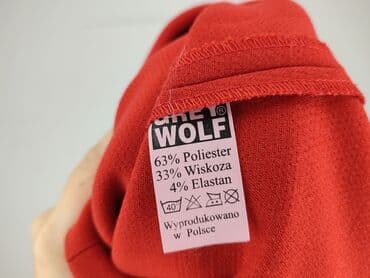 GREY®
WOLF
63% Poliester
33% Wiskoza
4% Elastan
40°
Wyprodukowano
w Polsce